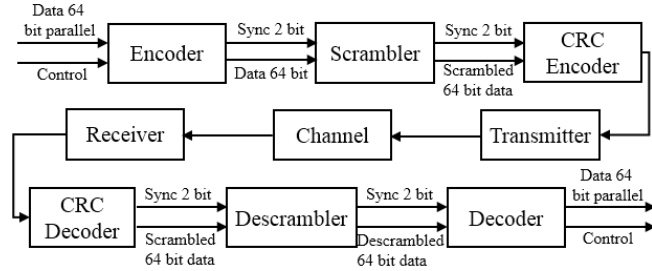 Data 64
bit parallel
Control
Encoder
Sync 2 bit
Data 64 bit
Scrambler
Sync 2 bit
Scrambled
64 bit data
CRC
Encoder
Receiver
Channel
Transmitter
CRC
Decoder
Sync 2 bit
Scrambled
64 bit data
Descrambler
Sync 2 bit
Descrambled
64 bit data
Decoder
Data 64
bit parallel
Control